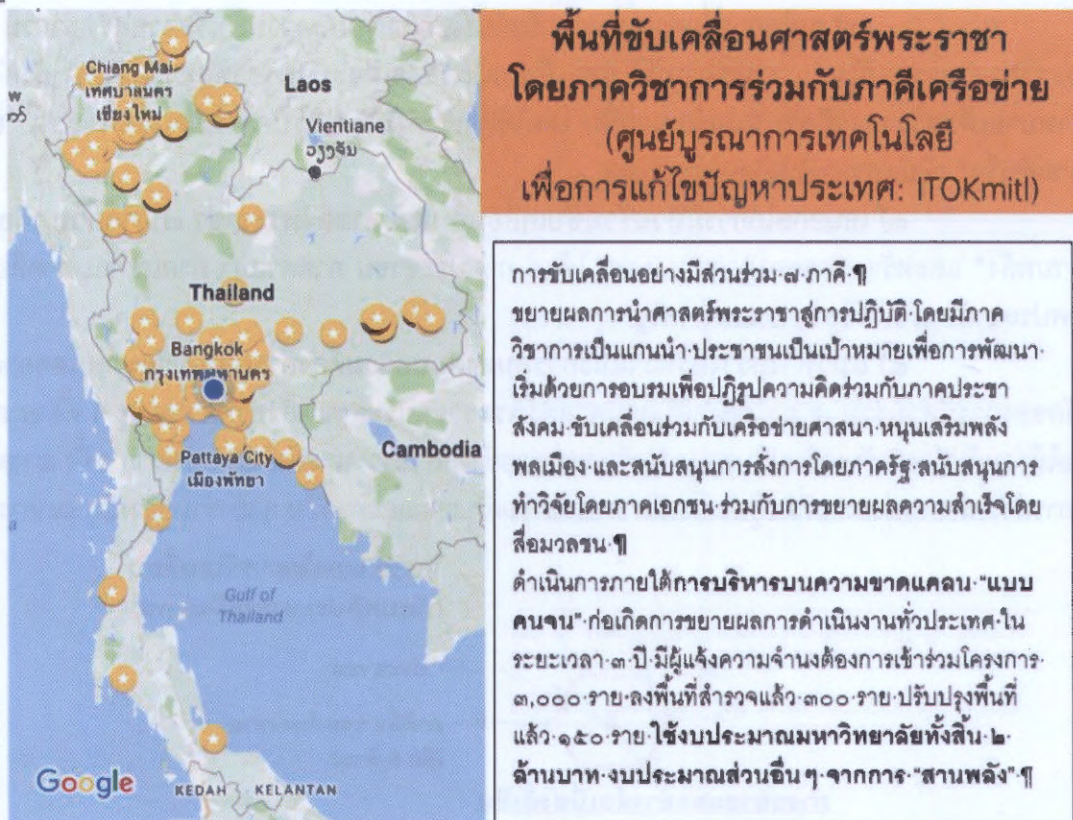 Chiang Mai
เทศบาลนคร
เชียงใหม่
Laos
Vientiane
ວຽງຈັນ
Thailand
Bangkok
กรุงเทพมหานคร
Pattaya City
เมืองพัทยา
Cambodia
Gulf of
Thailand
Google
KEDAH
KELANTAN
พื้นที่ขับเคลื่อนศาสตร์พระราชา
โดยภาควิชาการร่วมกับภาคีเครือข่าย
(ศูนย์บูรณาการเทคโนโลยี
เพื่อการแก้ไขปัญหาประเทศ: ITOKmitl)
การขับเคลื่อนอย่างมีส่วนร่วม·๗·ภาคี·¶
ขยายผลการนำศาสตร์พระราชาสู่การปฏิบัติ·โดยมีภาค
วิชาการเป็นแกนนำ·ประชาชนเป็นเป้าหมายเพื่อการพัฒนา·
เริ่มด้วยการอบรมเพื่อปฏิรูปความคิดร่วมกับภาคประชา
สังคม·ขับเคลื่อนร่วมกับเครือข่ายศาสนา·หนุนเสริมพลัง
พลเมือง·และสนับสนุนการสั่งการโดยภาครัฐ·สนับสนุนการ
ทำวิจัยโดยภาคเอกชน·ร่วมกับการขยายผลความสำเร็จโดย
สื่อมวลชน·¶
ดำเนินการภายใต้การบริหารบนความขาดแคลน·"แบบ
คนจน"·ก่อเกิดการขยายผลการดำเนินงานทั่วประเทศ·ใน
ระยะเวลา·๓·ปี·มีผู้แจ้งความจำนงต้องการเข้าร่วมโครงการ·
๓,๐๐๐·ราย·ลงพื้นที่สำรวจแล้ว·๓๐๐·ราย·ปรับปรุงพื้นที่
แล้ว·๑๕๐·ราย·ใช้งบประมาณมหาวิทยาลัยทั้งสิ้น·๒·
ล้านบาท·งบประมาณส่วนอื่นๆ·จากการ·"สานพลัง"·¶